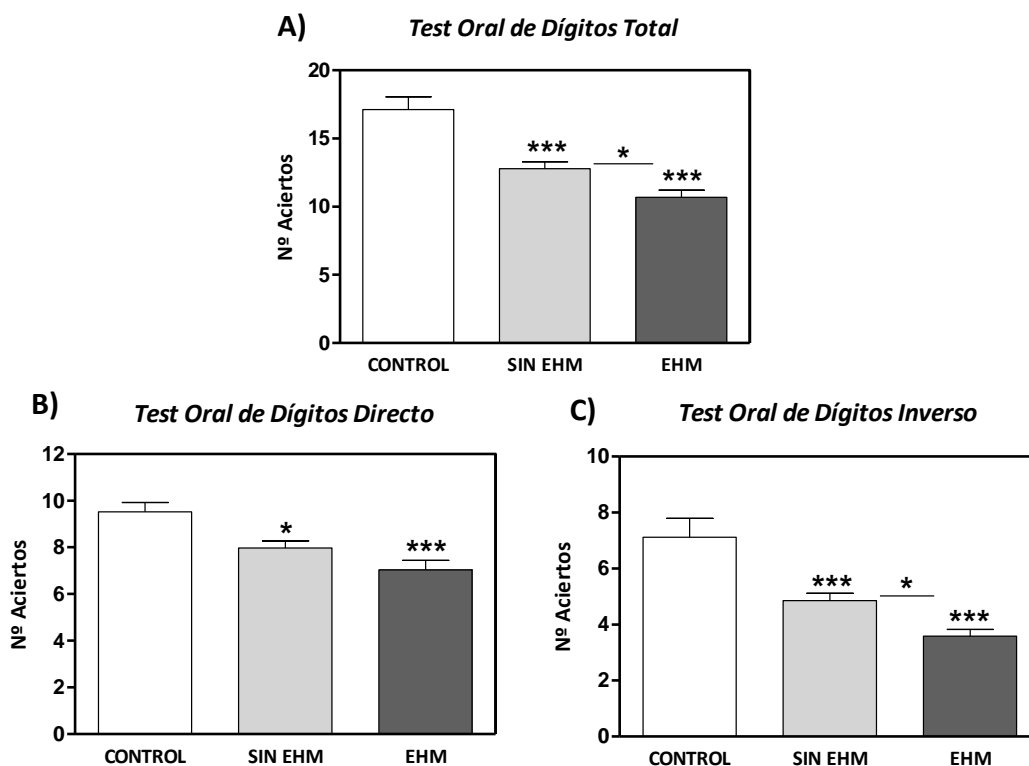 A) Test Oral de Dígitos Total
Nº Aciertos
20
15
10
5
0
***
*
***
CONTROL SIN EHM EHM
B) Test Oral de Dígitos Directo
Nº Aciertos
12
10
8
6
4
2
0
*
***
CONTROL SIN EHM EHM
C) Test Oral de Dígitos Inverso
Nº Aciertos
10
8
6
4
2
0
***
*
***
CONTROL SIN EHM EHM